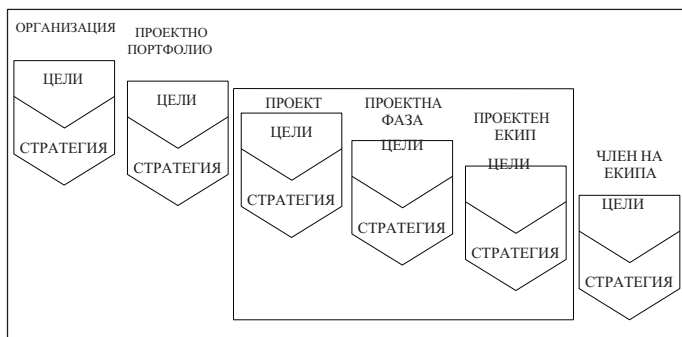 ОРГАНИЗАЦИЯ
ЦЕЛИ
СТРАТЕГИЯ
ПРОЕКТНО
ПОРТФОЛИО
ЦЕЛИ
СТРАТЕГИЯ
ПРОЕКТ
ЦЕЛИ
СТРАТЕГИЯ
ПРОЕКТНА
ФАЗА
ЦЕЛИ
СТРАТЕГИЯ
ПРОЕКТЕН
ЕКИП
ЦЕЛИ
СТРАТЕГИЯ
ЧЛЕН НА
ЕКИПА
ЦЕЛИ
СТРАТЕГИЯ